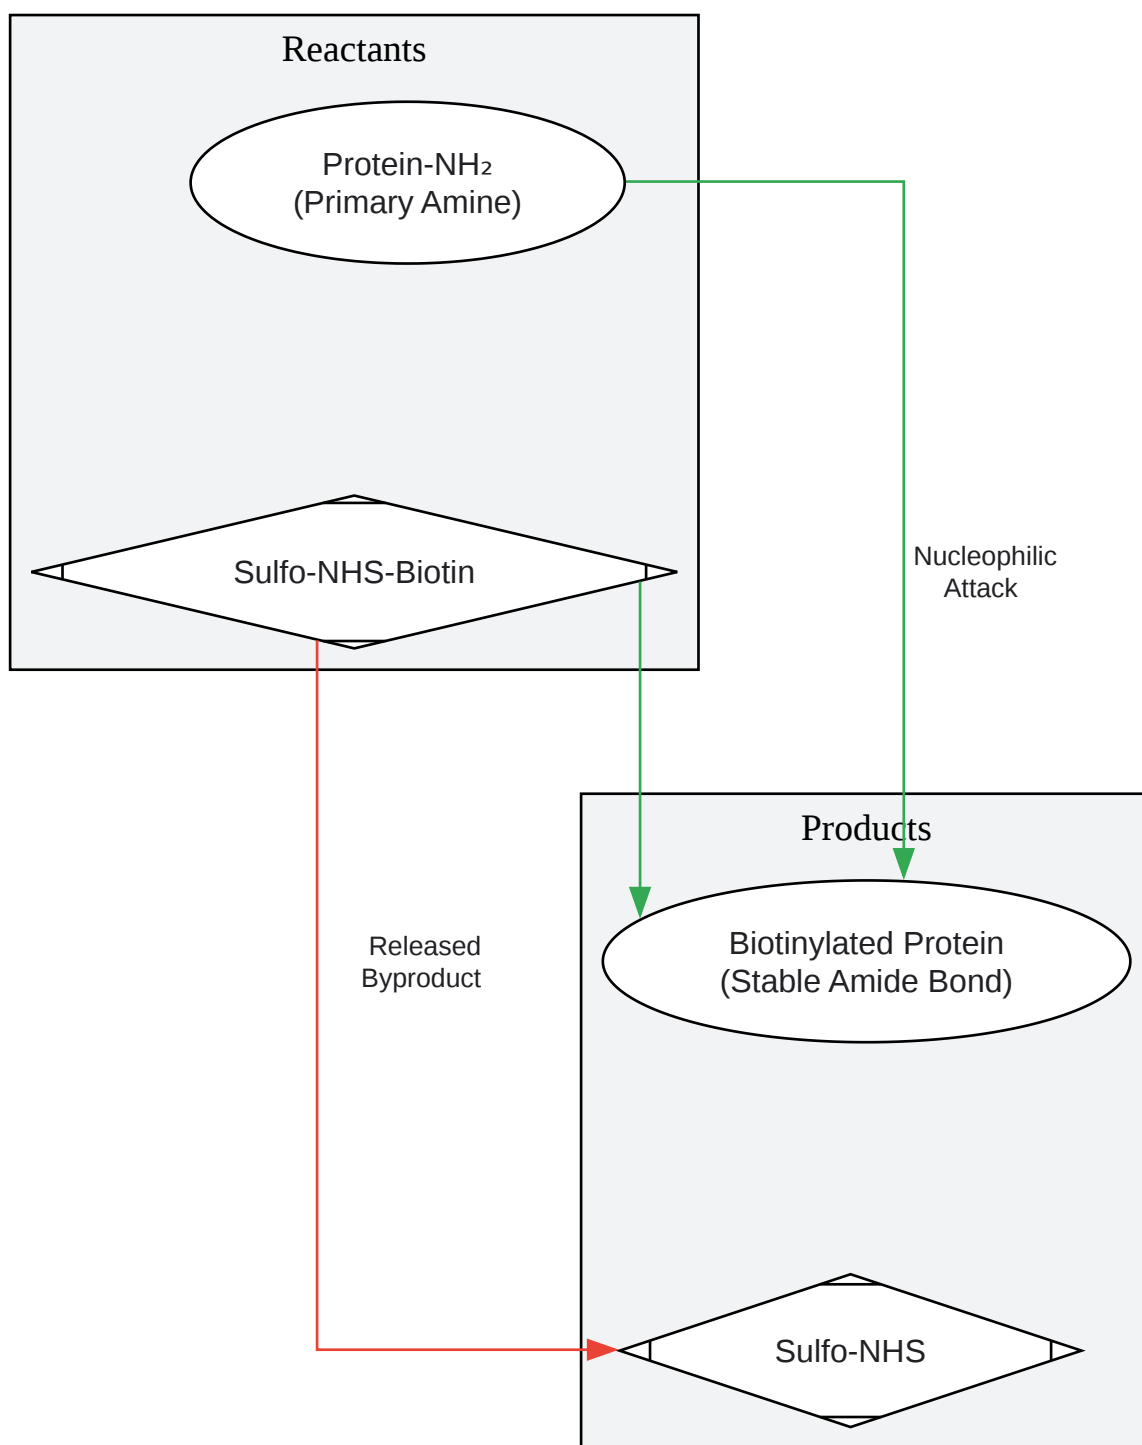 Reactants
Protein-NH₂
(Primary Amine)
Sulfo-NHS-Biotin
Nucleophilic
Attack
Products
Released
Byproduct
Biotinylated Protein
(Stable Amide Bond)
Sulfo-NHS